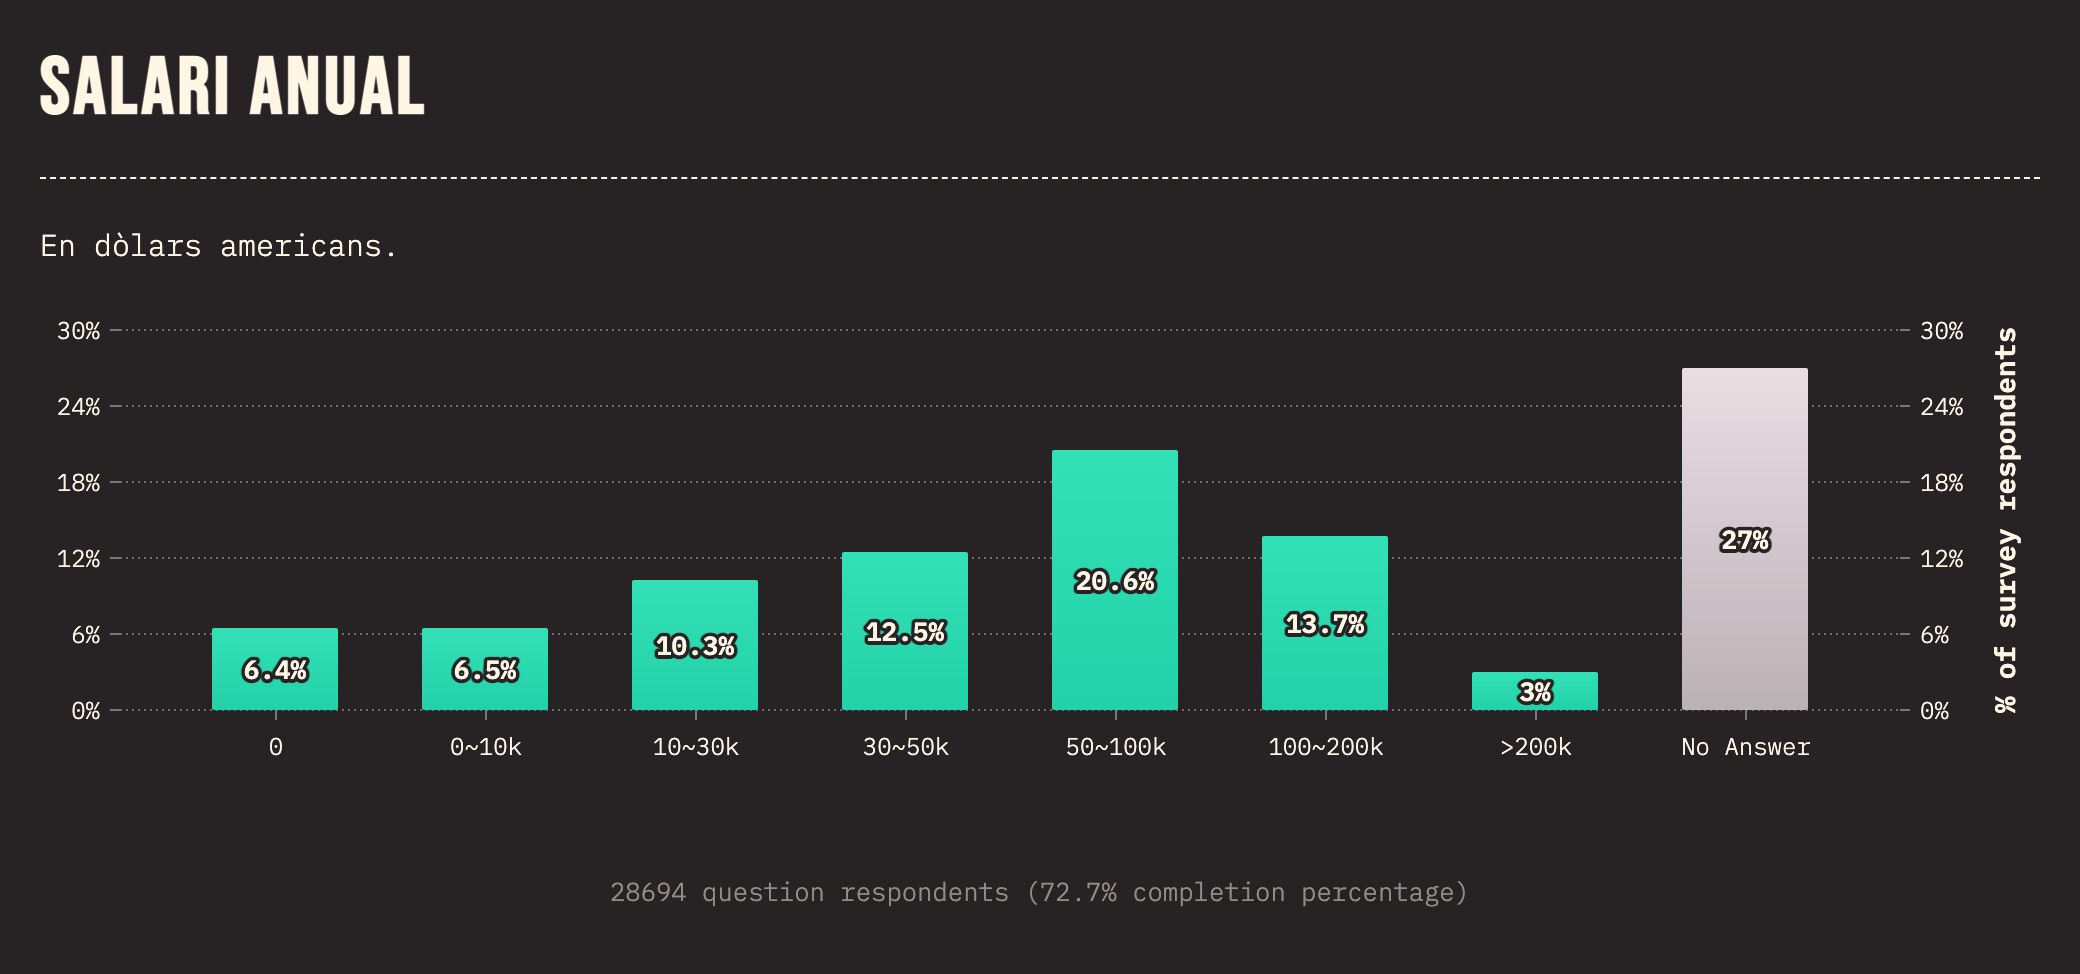 SALARI ANUAL
En dòlars americans.
30%
24%
18%
12%
6%
0%
30%
24%
18%
12%
6%
0%
% of survey respondents
6.4%
6.5%
10.3%
12.5%
20.6%
13.7%
3%
27%
0
0~10k
10~30k
30~50k
50~100k
100~200k
>200k
No Answer
28694 question respondents (72.7% completion percentage)